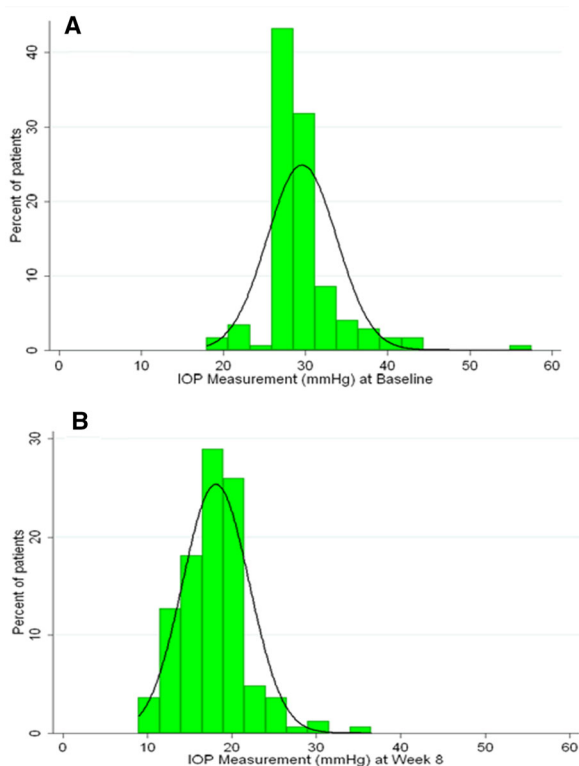 A
Percent of patients
40
30
20
10
0
0 10 20 30 40 50 60
IOP Measurement (mmHg) at Baseline
B
Percent of patients
30
20
10
0
0 10 20 30 40 50 60
IOP Measurement (mmHg) at Week 8